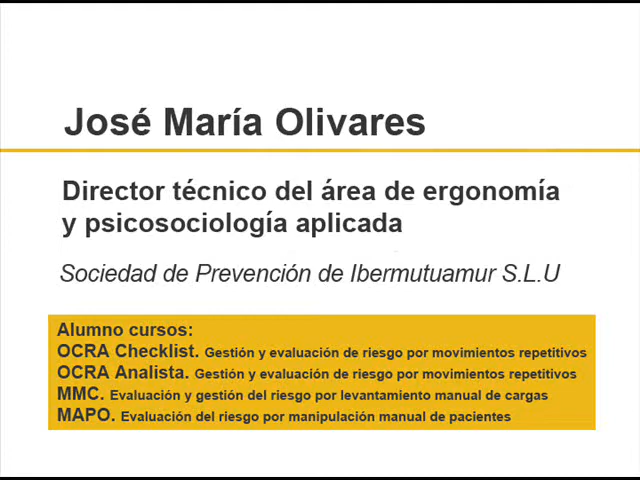 José María Olivares
Director técnico del área de ergonomía
y psicosociología aplicada
Sociedad de Prevención de Ibermutuamur S.L.U
Alumno cursos:
OCRA Checklist. Gestión y evaluación de riesgo por movimientos repetitivos
OCRA Analista. Gestión y evaluación de riesgo por movimientos repetitivos
MMC. Evaluación y gestión del riesgo por levantamiento manual de cargas
MAPO. Evaluación del riesgo por manipulación manual de pacientes